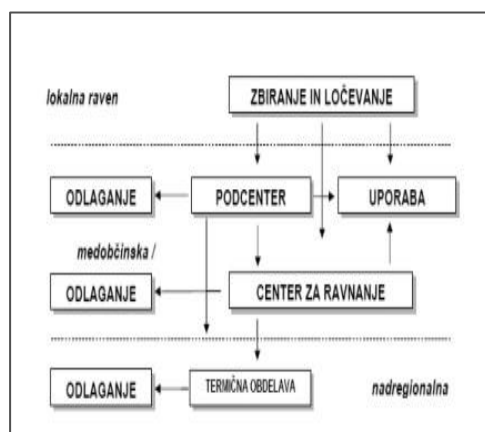 ZBIRANJE IN LOČEVANJE
lokalna raven
ODLAGANJE
PODCENTER
UPORABA
medobčinska /
ODLAGANJE
CENTER ZA RAVNANJE
ODLAGANJE
TERMIČNA OBDELAVA
nadregionalna